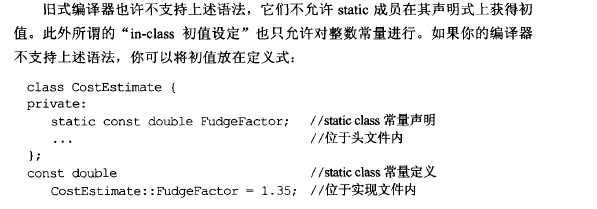 旧式编译器也许不支持上述语法，它们不允许 static 成员在其声明式上获得初
值。此外所谓的“in-class 初值设定”也只允许对整数常量进行。如果你的编译器
不支持上述语法，你可以将初值放在定义式：
class CostEstimate {
private:
static const double FudgeFactor; //static class 常量声明
... //位于头文件内
};
const double //static class 常量定义
CostEstimate::FudgeFactor = 1.35; //位于实现文件内